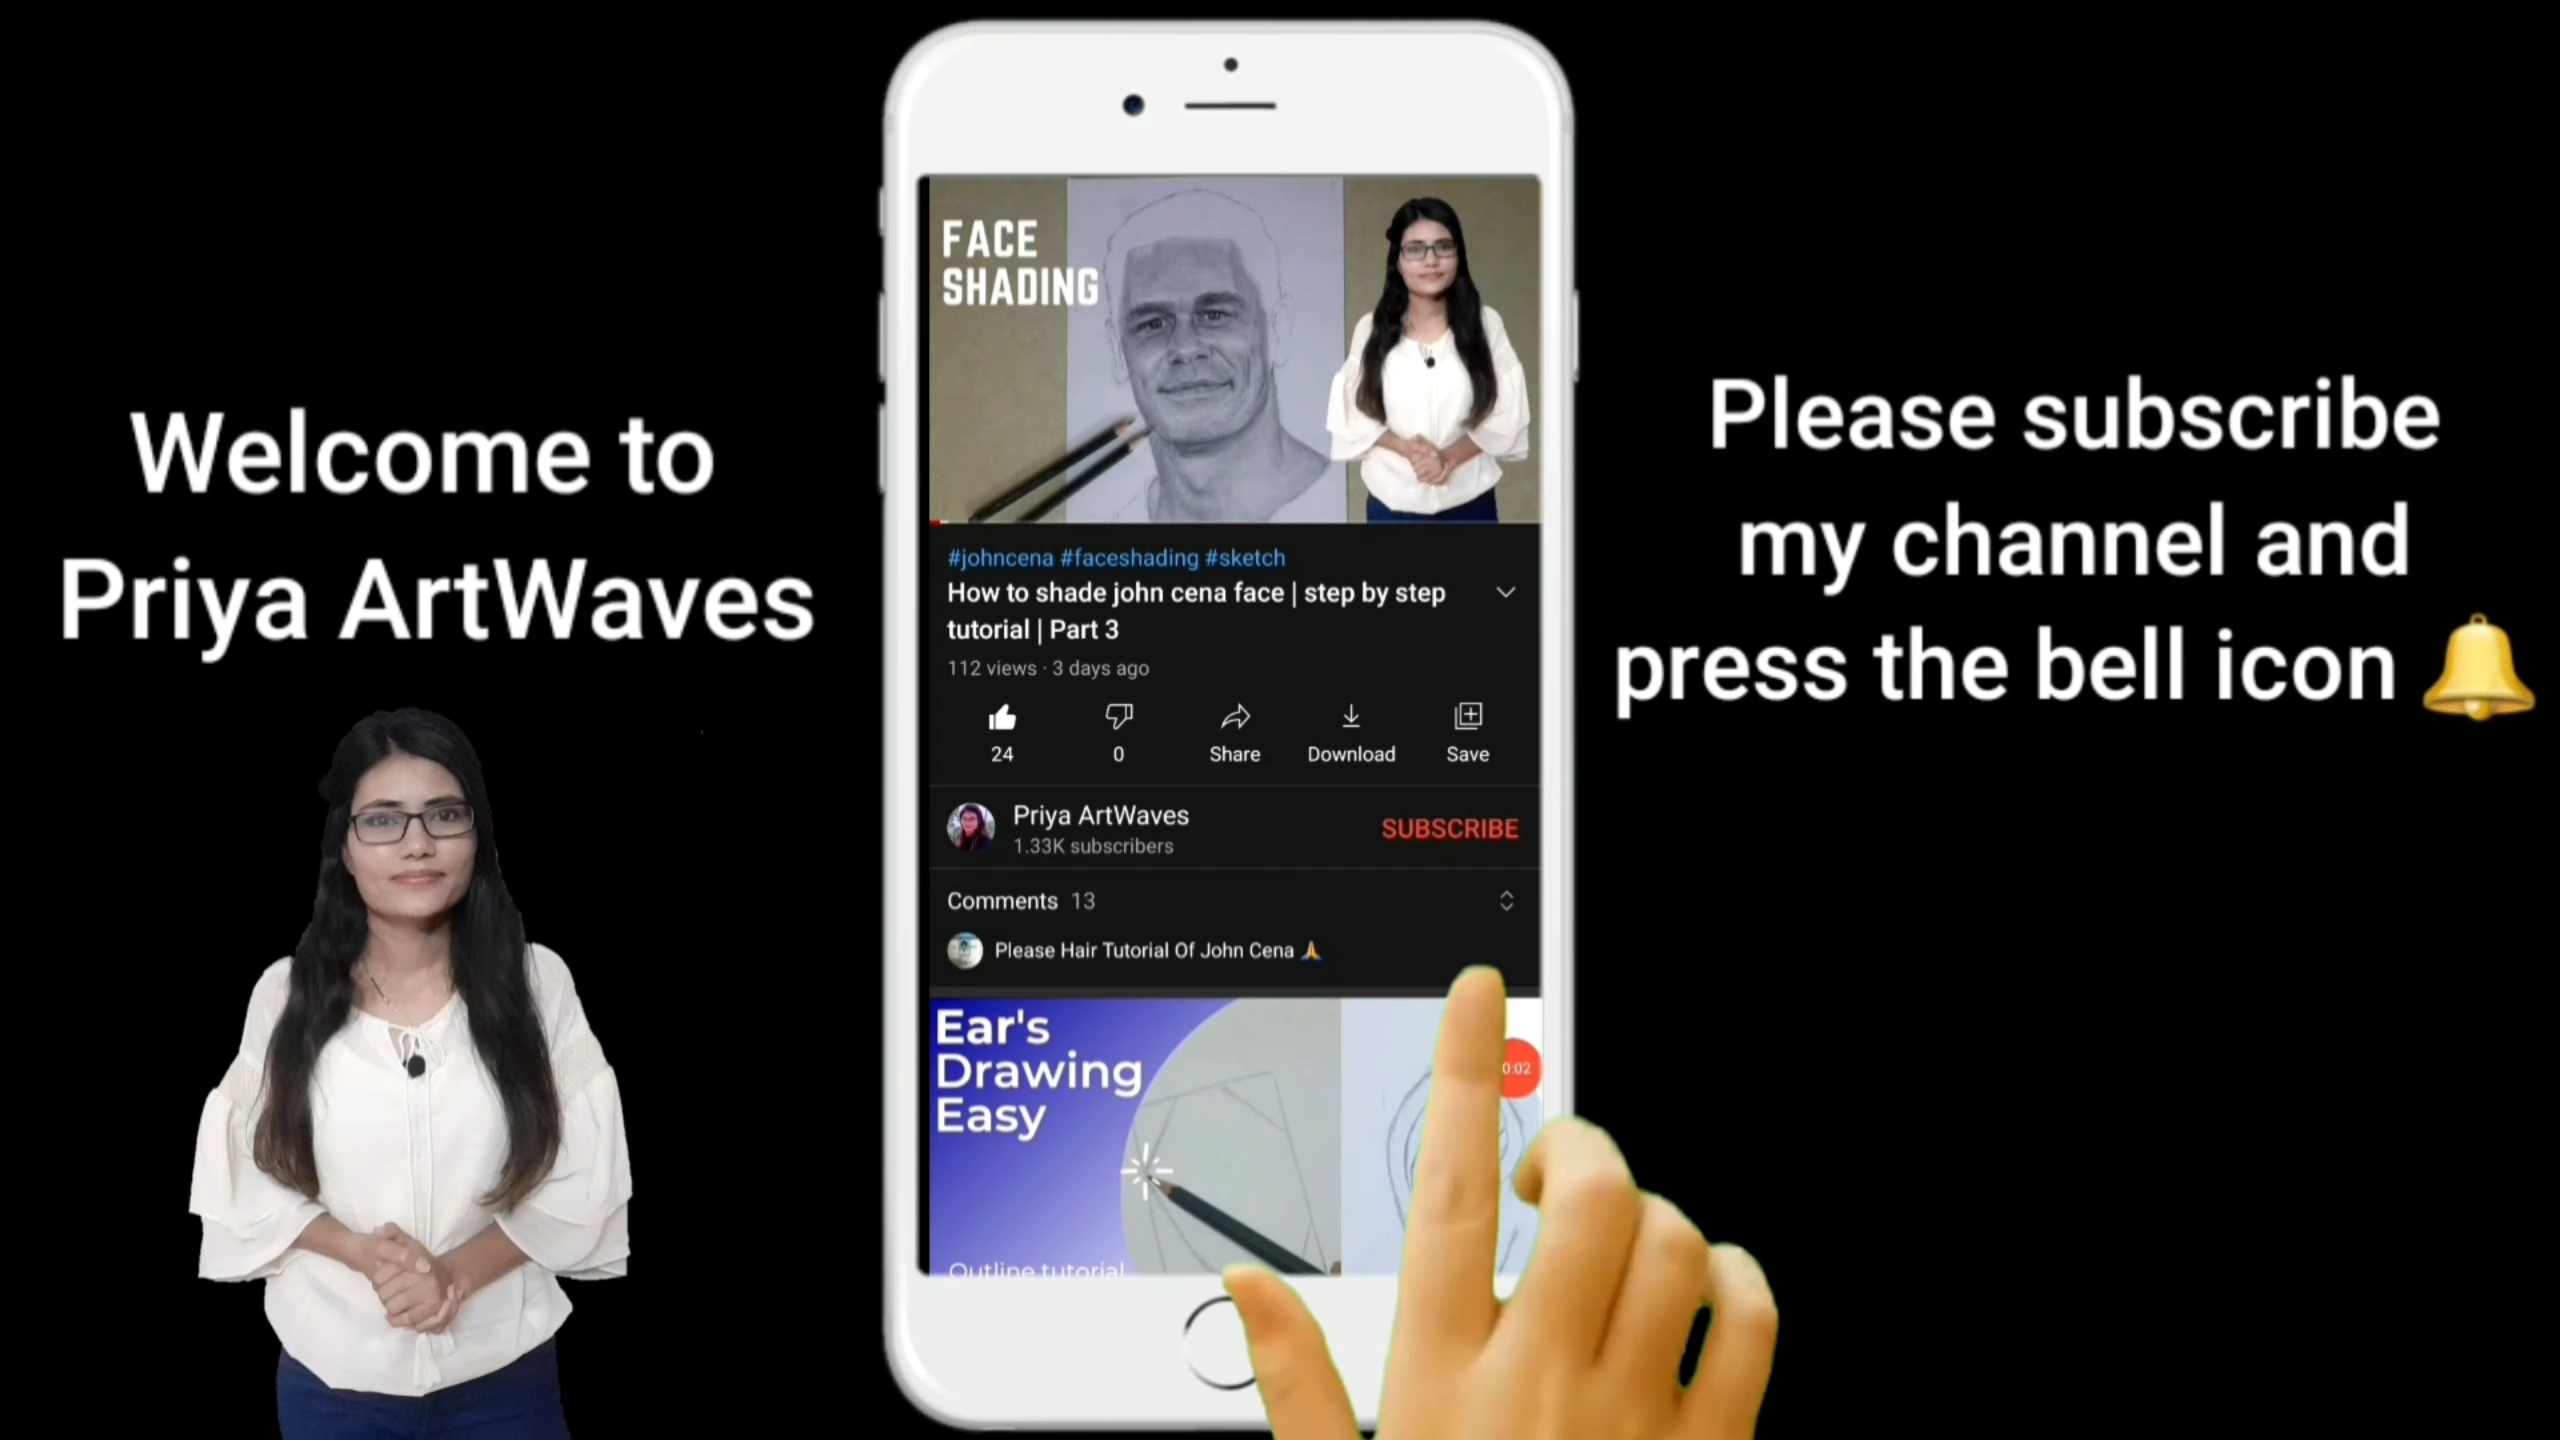 Welcome to
Priya ArtWaves
FACE
SHADING
#johncena #faceshading #sketch
How to shade john cena face | step by step
tutorial | Part 3
112 views · 3 days ago
24
0
Share
Download
Save
Priya ArtWaves
1.33K subscribers
SUBSCRIBE
Comments 13
Please Hair Tutorial Of John Cena 🙏
Ear's
Drawing
Easy
0:02
Outline tutorial
Please subscribe
my channel and
press the bell icon 🔔